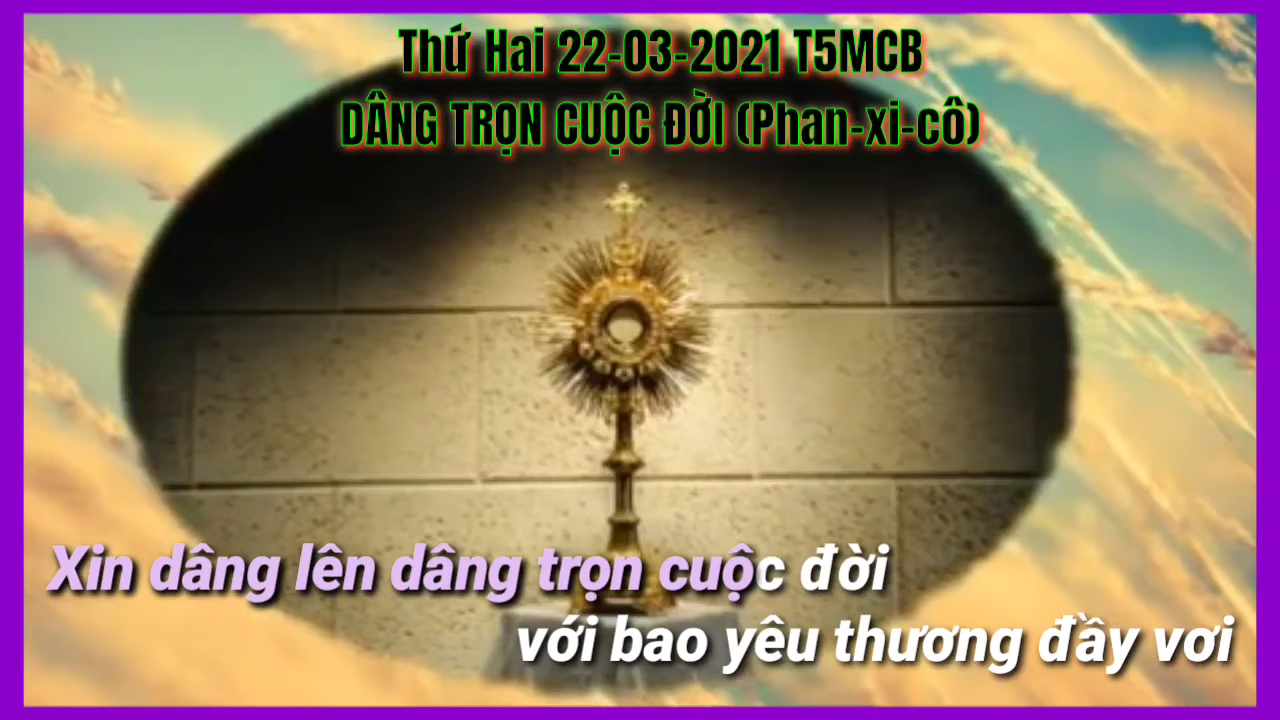 Thứ Hai 22-03-2021 T5MCB
DÂNG TRỌN CUỘC ĐỜI (Phan-xi-cô)
Xin dâng lên dâng trọn cuộc đời
với bao yêu thương đầy vơi